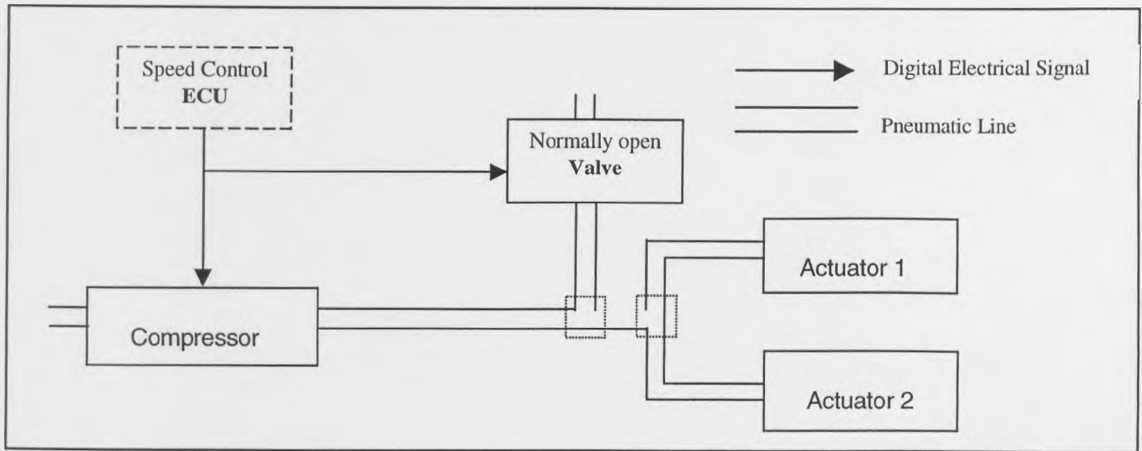 Speed Control
ECU
Digital Electrical Signal
Pneumatic Line
Normally open
Valve
Actuator 1
Compressor
Actuator 2